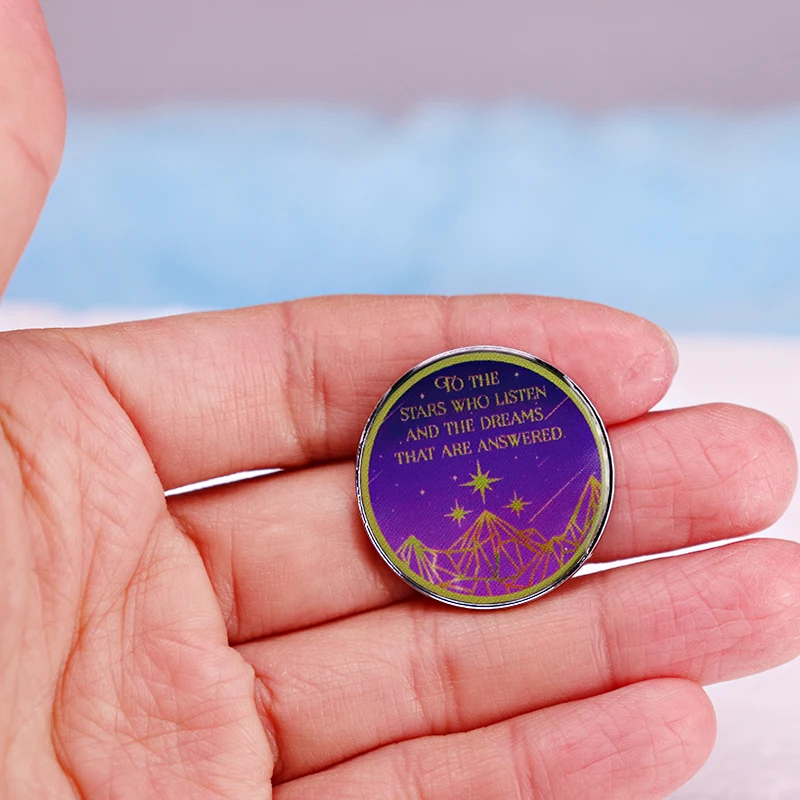 TO THE
STARS WHO LISTEN
AND THE DREAMS
THAT ARE ANSWERED.